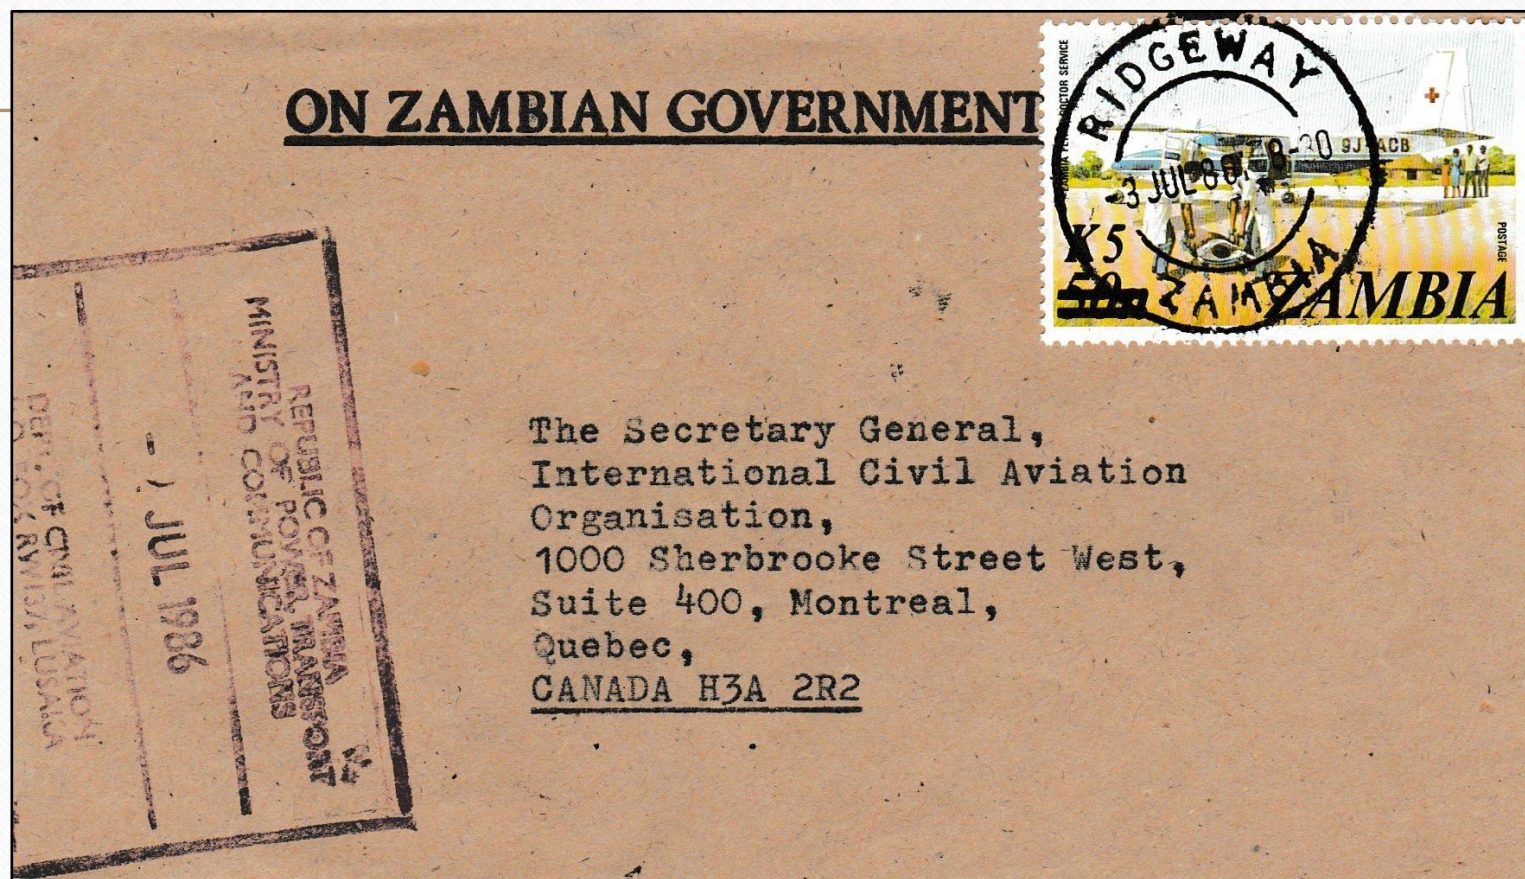 ON ZAMBIAN GOVERNMENT
DOCTOR SERVICE
RIDGEWAY
9J-ACB
3 JUL
ZAMBIA
POSTAGE
K5
50
ZAMBIA
REPUBLIC OF ZAMBIA
MINISTRY OF POWER, TRANSPORT
AND COMMUNICATIONS
JUL 1986
DEPT. OF CIVIL AVIATION
LUSAKA
The Secretary General,
International Civil Aviation
Organisation,
1000 Sherbrooke Street West,
Suite 400, Montreal,
Quebec,
CANADA H3A 2R2